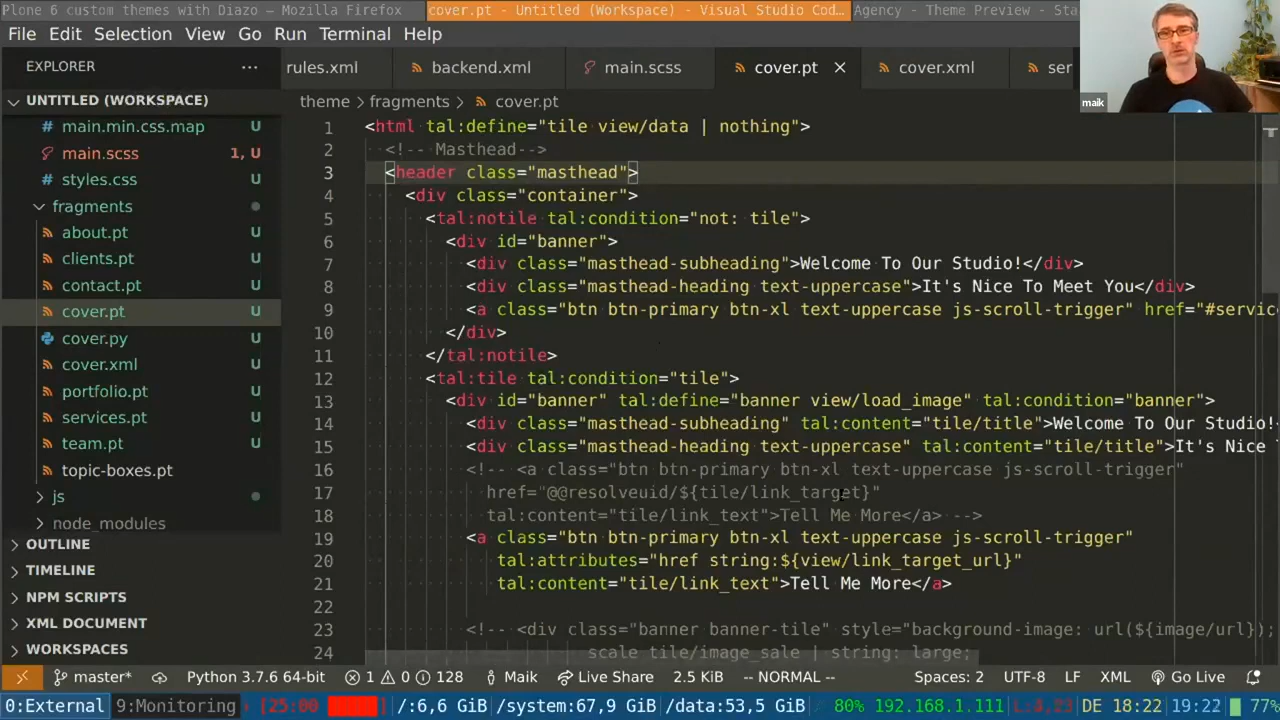 Plone 6 custom themes with Diazo - Mozilla Firefox
cover.pt - Untitled (Workspace) - Visual Studio Cod…
Agency - Theme Preview - Sta
File Edit Selection View Go Run Terminal Help
EXPLORER ···
rules.xml
backend.xml
main.scss
cover.pt
cover.xml
ser
maik
UNTITLED (WORKSPACE)
theme > fragments > cover.pt
main.min.css.map U
main.scss 1, U
styles.css U
fragments
about.pt U
clients.pt U
contact.pt U
cover.pt U
cover.py U
cover.xml U
portfolio.pt U
services.pt U
team.pt U
topic-boxes.pt
js
node_modules
OUTLINE
TIMELINE
NPM SCRIPTS
XML DOCUMENT
WORKSPACES
1 <html tal:define="tile view/data | nothing">
2 <!-- Masthead-->
3 <header class="masthead">
4 <div class="container">
5 <tal:notile tal:condition="not: tile">
6 <div id="banner">
7 <div class="masthead-subheading">Welcome To Our Studio!</div>
8 <div class="masthead-heading text-uppercase">It's Nice To Meet You</div>
9 <a class="btn btn-primary btn-xl text-uppercase js-scroll-trigger" href="#servic
10 </div>
11 </tal:notile>
12 <tal:tile tal:condition="tile">
13 <div id="banner" tal:define="banner view/load_image" tal:condition="banner">
14 <div class="masthead-subheading" tal:content="tile/title">Welcome To Our Studio!
15 <div class="masthead-heading text-uppercase" tal:content="tile/title">It's Nice
16 <!-- <a class="btn btn-primary btn-xl text-uppercase js-scroll-trigger"
17 href="@@resolveuid/${tile/link_target}"
18 tal:content="tile/link_text">Tell Me More</a> -->
19 <a class="btn btn-primary btn-xl text-uppercase js-scroll-trigger"
20 tal:attributes="href string:${view/link_target_url}"
21 tal:content="tile/link_text">Tell Me More</a>
22
23 <!-- <div class="banner banner-tile" style="background-image: url(${image/url});
24 scale tile/image_sale | string: large;
master* Python 3.7.6 64-bit 1 0 128 Maik Live Share 2.5 KiB -- NORMAL -- Spaces: 2 UTF-8 LF XML Go Live
0:External 9:Monitoring [25:00 ] /:6,6 GiB /system:67,9 GiB /data:53,5 GiB 80% 192.168.1.111 DE 18:22 19:22 77%